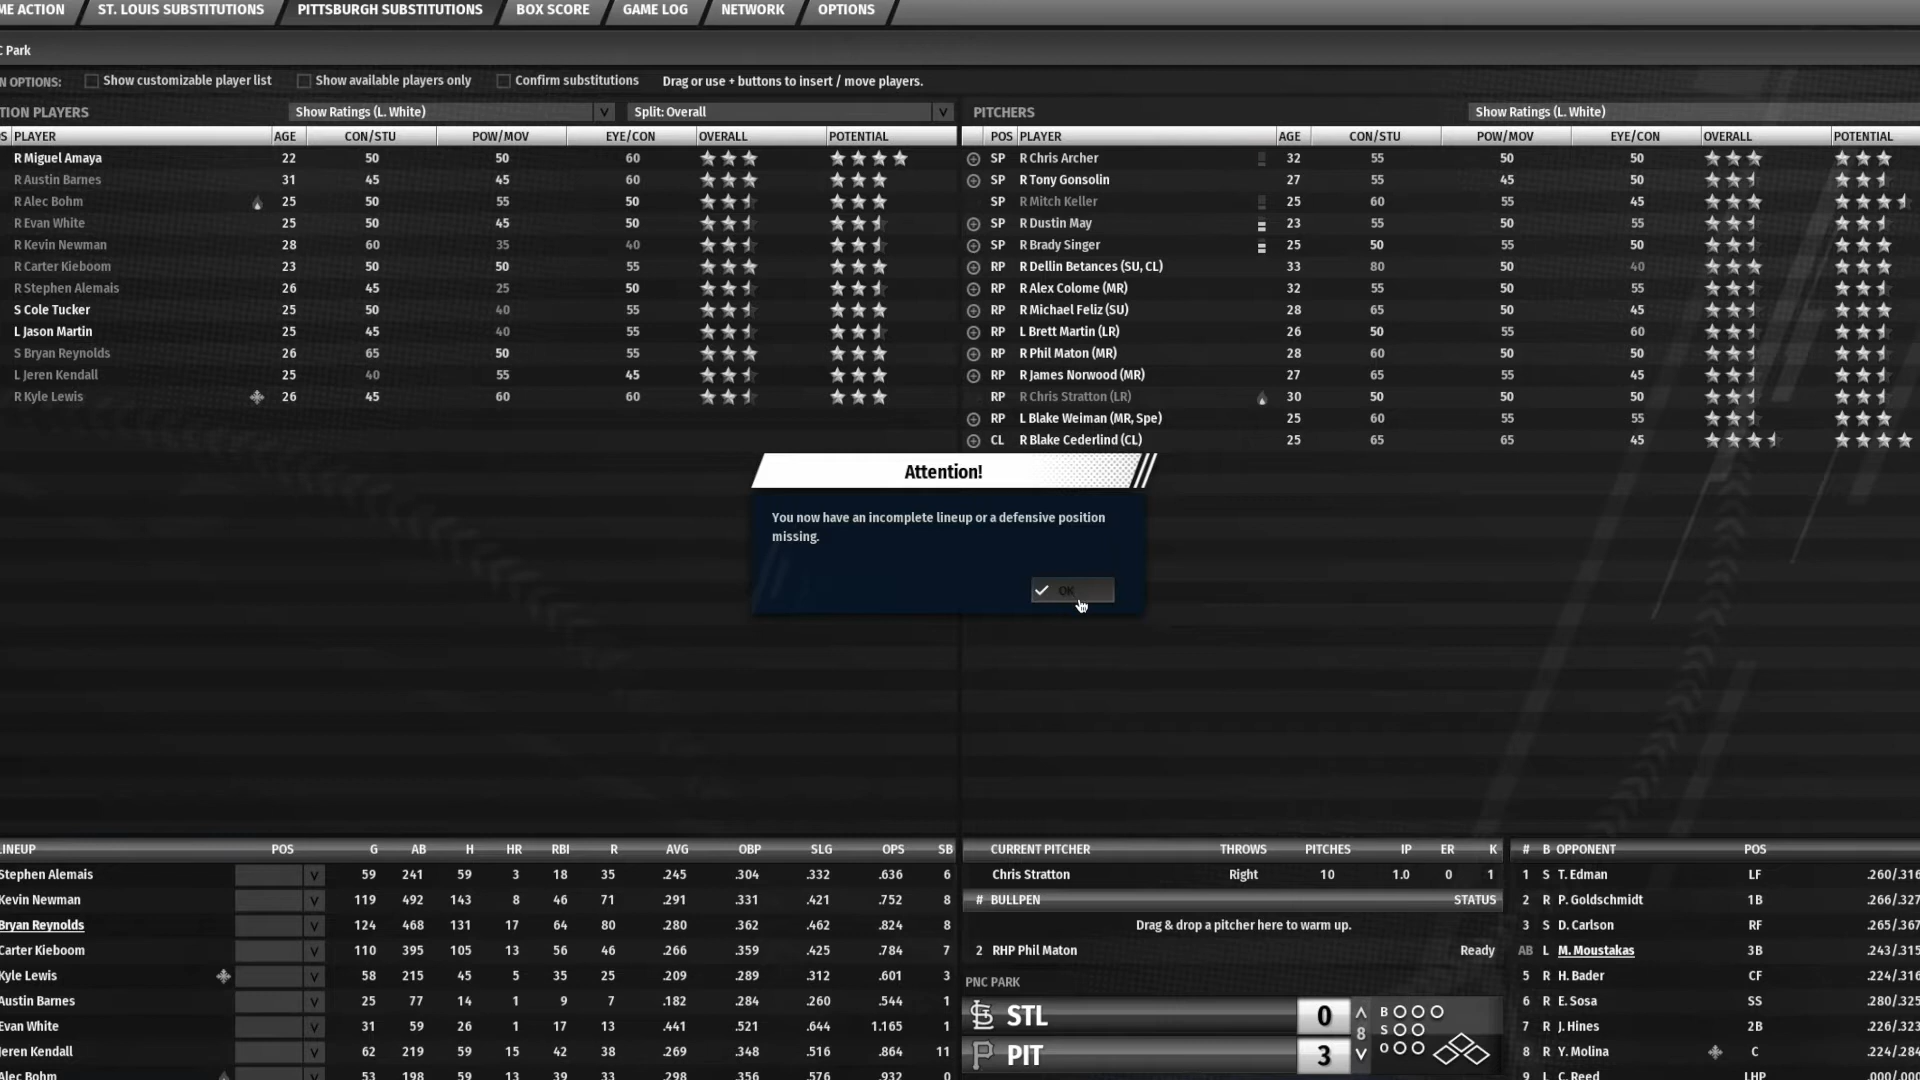 ME ACTION ST. LOUIS SUBSTITUTIONS PITTSBURGH SUBSTITUTIONS BOX SCORE GAME LOG NETWORK OPTIONS
C Park
N OPTIONS: Show customizable player list Show available players only Confirm substitutions Drag or use + buttons to insert / move players.
TION PLAYERS Show Ratings (L. White) Split: Overall PITCHERS Show Ratings (L. White)
S PLAYER AGE CON/STU POW/MOV EYE/CON OVERALL POTENTIAL POS PLAYER AGE CON/STU POW/MOV EYE/CON OVERALL POTENTIAL
R Miguel Amaya 22 50 50 60 SP R Chris Archer 32 55 50 50
R Austin Barnes 31 45 45 60 SP R Tony Gonsolin 27 55 45 50
R Alec Bohm 25 50 55 50 SP R Mitch Keller 25 60 55 45
R Evan White 25 50 45 50 SP R Dustin May 23 55 50 50
R Kevin Newman 28 60 35 40 SP R Brady Singer 25 50 55 50
R Carter Kieboom 23 50 50 55 RP R Dellin Betances (SU, CL) 33 80 50 40
R Stephen Alemais 26 45 25 50 RP R Alex Colome (MR) 32 55 50 55
S Cole Tucker 25 50 40 55 RP R Michael Feliz (SU) 28 65 50 45
L Jason Martin 25 45 40 55 RP L Brett Martin (LR) 26 50 55 60
S Bryan Reynolds 26 65 50 55 RP R Phil Maton (MR) 28 60 50 50
L Jeren Kendall 25 40 55 45 RP R James Norwood (MR) 27 65 55 45
R Kyle Lewis 26 45 60 60 RP R Chris Stratton (LR) 30 50 50 50
RP L Blake Weiman (MR, Spe) 25 60 55 55
CL R Blake Cederlind (CL) 25 65 65 45
Attention!
You now have an incomplete lineup or a defensive position
missing.
OK
LINEUP POS G AB H HR RBI R AVG OBP SLG OPS SB
Stephen Alemais 59 241 59 3 18 35 .245 .304 .332 .636 6
Kevin Newman 119 492 143 8 46 71 .291 .331 .421 .752 8
Bryan Reynolds 124 468 131 17 64 80 .280 .362 .462 .824 8
Carter Kieboom 110 395 105 13 56 46 .266 .359 .425 .784 7
Kyle Lewis 58 215 45 5 35 25 .209 .289 .312 .601 3
Austin Barnes 25 77 14 1 9 7 .182 .284 .260 .544 1
Evan White 31 59 26 1 17 13 .441 .521 .644 1.165 1
Jeren Kendall 62 219 59 15 42 38 .269 .348 .516 .864 11
Alec Bohm 53 198 59 13 39 33 .298 .356 .576 .932 0
CURRENT PITCHER THROWS PITCHES IP ER K
Chris Stratton Right 10 1.0 0 1
# BULLPEN STATUS
Drag & drop a pitcher here to warm up.
2 RHP Phil Maton Ready
PNC PARK
STL 0
PIT 3
8
B
S
O
# B OPPONENT POS
1 S T. Edman LF .260/.316
2 R P. Goldschmidt 1B .266/.327
3 S D. Carlson RF .265/.367
AB L M. Moustakas 3B .243/.315
5 R H. Bader CF .224/.316
6 R E. Sosa SS .280/.325
7 R J. Hines 2B .226/.323
8 R Y. Molina C .224/.284
9 L C. Reed LHP .000/.000